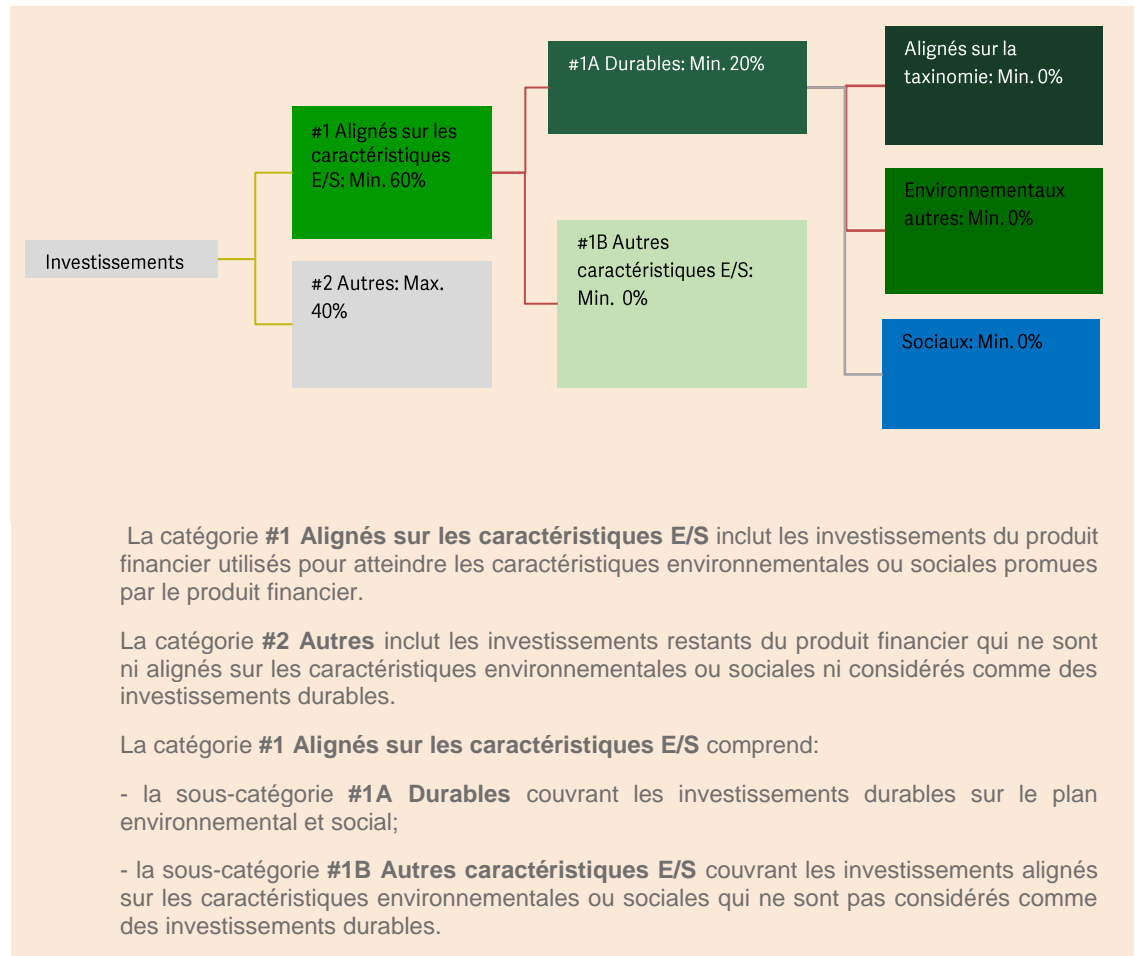 Investissements
#1 Alignés sur les
caractéristiques
E/S: Min. 60%
#2 Autres: Max.
40%
#1A Durables: Min. 20%
#1B Autres
caractéristiques E/S:
Min. 0%
Alignés sur la
taxinomie: Min. 0%
Environnementaux
autres: Min. 0%
Sociaux: Min. 0%
La catégorie #1 Alignés sur les caractéristiques E/S inclut les investissements du produit
financier utilisés pour atteindre les caractéristiques environnementales ou sociales promues
par le produit financier.
La catégorie #2 Autres inclut les investissements restants du produit financier qui ne sont
ni alignés sur les caractéristiques environnementales ou sociales ni considérés comme des
investissements durables.
La catégorie #1 Alignés sur les caractéristiques E/S comprend:
- la sous-catégorie #1A Durables couvrant les investissements durables sur le plan
environnemental et social;
- la sous-catégorie #1B Autres caractéristiques E/S couvrant les investissements alignés
sur les caractéristiques environnementales ou sociales qui ne sont pas considérés comme
des investissements durables.